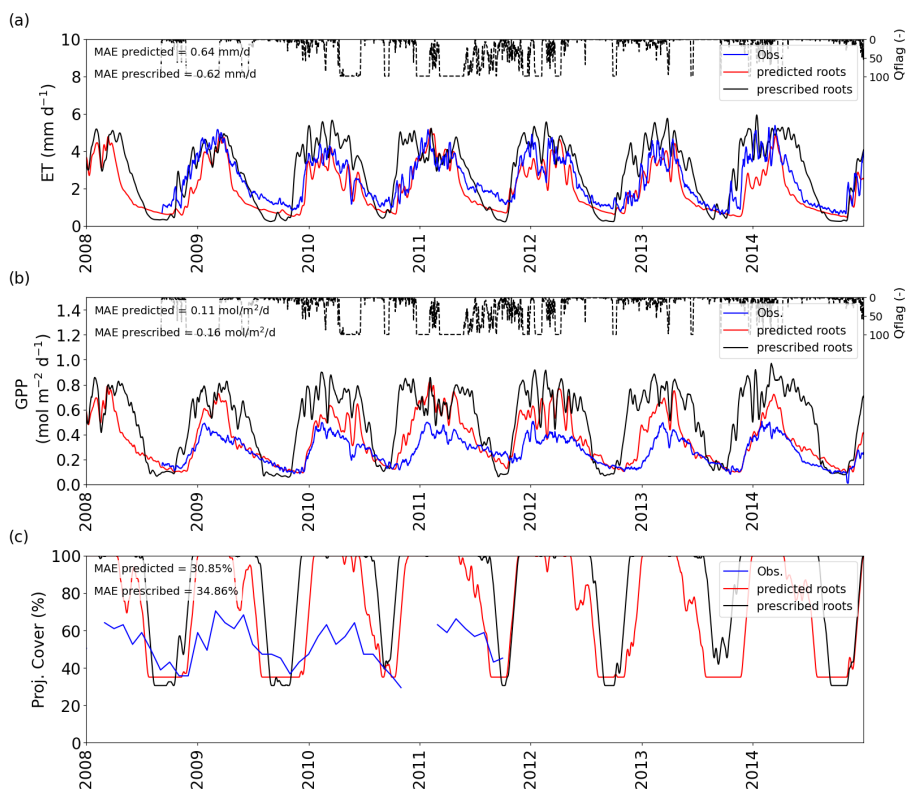 (a)
MAE predicted = 0.64 mm/d
MAE prescribed = 0.62 mm/d
Obs.
predicted roots
prescribed roots
ET (mm d⁻¹)
10
8
6
4
2
0
0
50
100
Qflag (-)
2008 2009 2010 2011 2012 2013 2014
(b)
MAE predicted = 0.11 mol/m²/d
MAE prescribed = 0.16 mol/m²/d
Obs.
predicted roots
prescribed roots
GPP
(mol m⁻² d⁻¹)
1.4
1.2
1.0
0.8
0.6
0.4
0.2
0.0
0
50
100
Qflag (-)
2008 2009 2010 2011 2012 2013 2014
(c)
MAE predicted = 30.85%
MAE prescribed = 34.86%
Obs.
predicted roots
prescribed roots
Proj. Cover (%)
100
80
60
40
20
0
2008 2009 2010 2011 2012 2013 2014